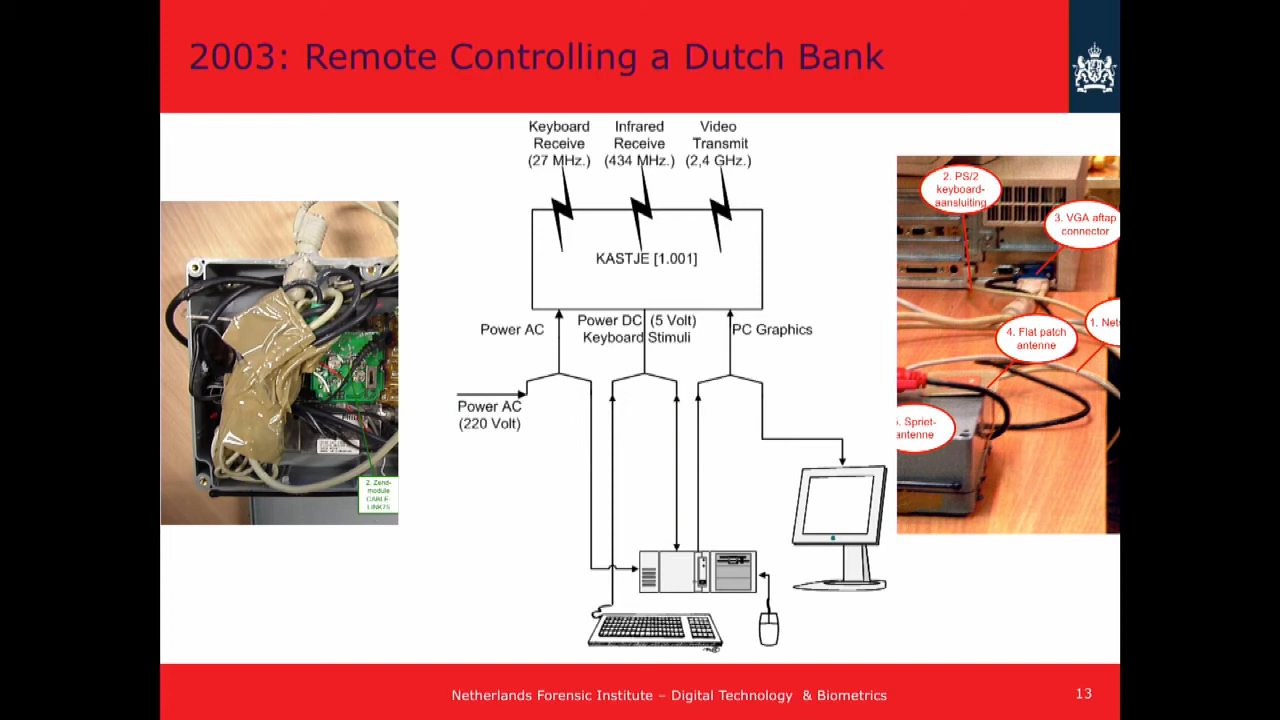 2003: Remote Controlling a Dutch Bank
Keyboard
Receive
(27 MHz.)
Infrared
Receive
(434 MHz.)
Video
Transmit
(2,4 GHz.)
KASTJE [1.001]
Power AC
Power DC (5 Volt)
Keyboard Stimuli
PC Graphics
Power AC
(220 Volt)
2. Zend-
module
CABLE-
LINK75
2. PS/2
keyboard-
aansluiting
3. VGA aftap
connector
1. Net
4. Flat patch
antenne
5. Spriet-
antenne
Netherlands Forensic Institute – Digital Technology & Biometrics
13